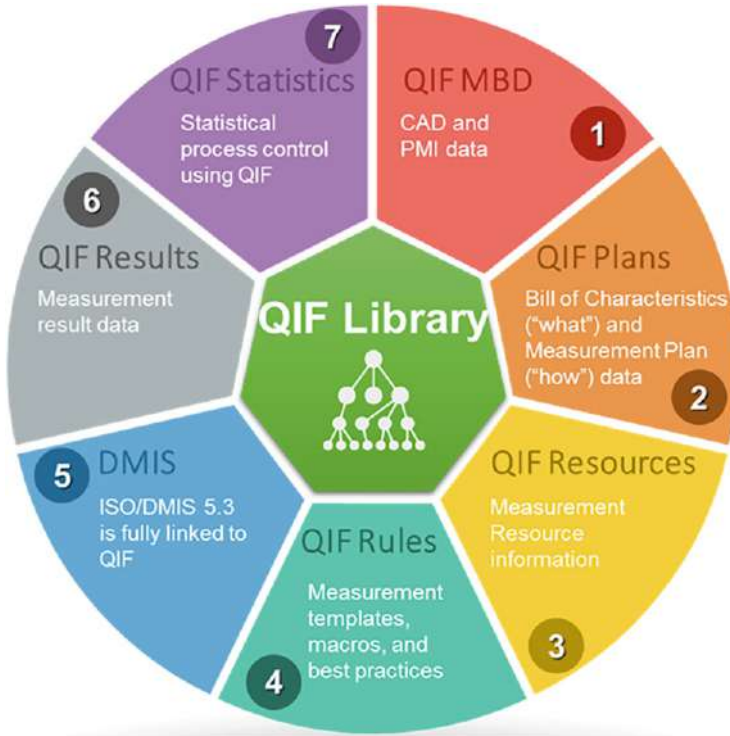 QIF Library
1
QIF MBD
CAD and
PMI data
2
QIF Plans
Bill of Characteristics
(“what”) and
Measurement Plan
(“how”) data
3
QIF Resources
Measurement
Resource
information
4
QIF Rules
Measurement
templates,
macros, and
best practices
5
DMIS
ISO/DMIS 5.3
is fully linked to
QIF
6
QIF Results
Measurement
result data
7
QIF Statistics
Statistical
process control
using QIF